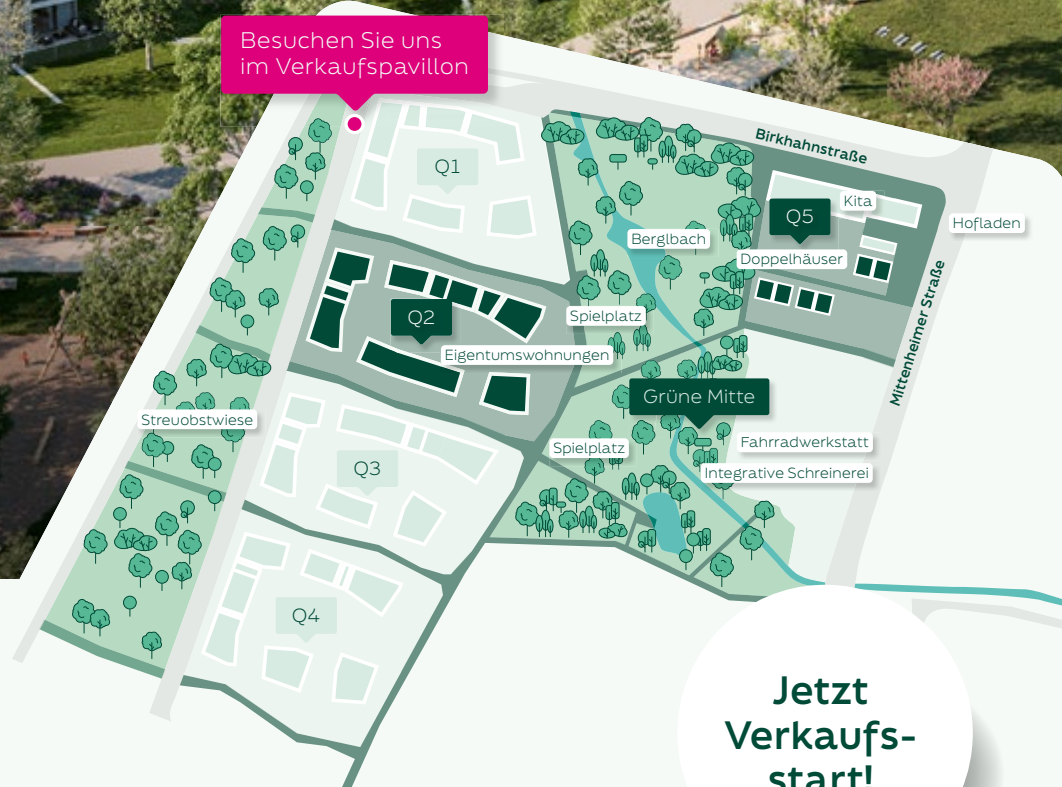 Besuchen Sie uns
im Verkaufspavillon
Birkhahnstraße
Q1
Kita
Q5
Hofladen
Berglbach
Doppelhäuser
Mittenheimer Straße
Q2
Spielplatz
Eigentumswohnungen
Grüne Mitte
Streuobstwiese
Fahrradwerkstatt
Spielplatz
Q3
Integrative Schreinerei
Q4
Jetzt
Verkaufs-
start!